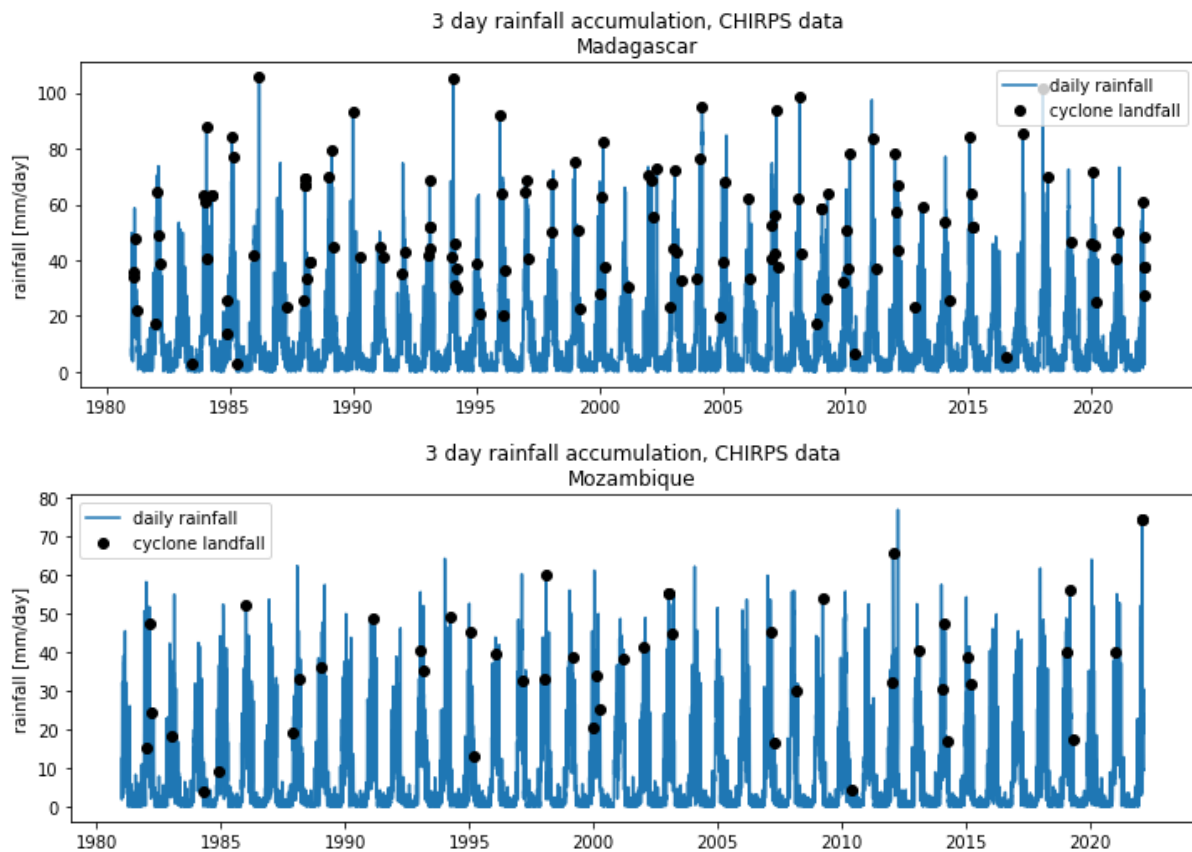 3 day rainfall accumulation, CHIRPS data
Madagascar
rainfall [mm/day]
100
80
60
40
20
0
daily rainfall
cyclone landfall
1980 1985 1990 1995 2000 2005 2010 2015 2020
3 day rainfall accumulation, CHIRPS data
Mozambique
rainfall [mm/day]
80
70
60
50
40
30
20
10
0
daily rainfall
cyclone landfall
1980 1985 1990 1995 2000 2005 2010 2015 2020